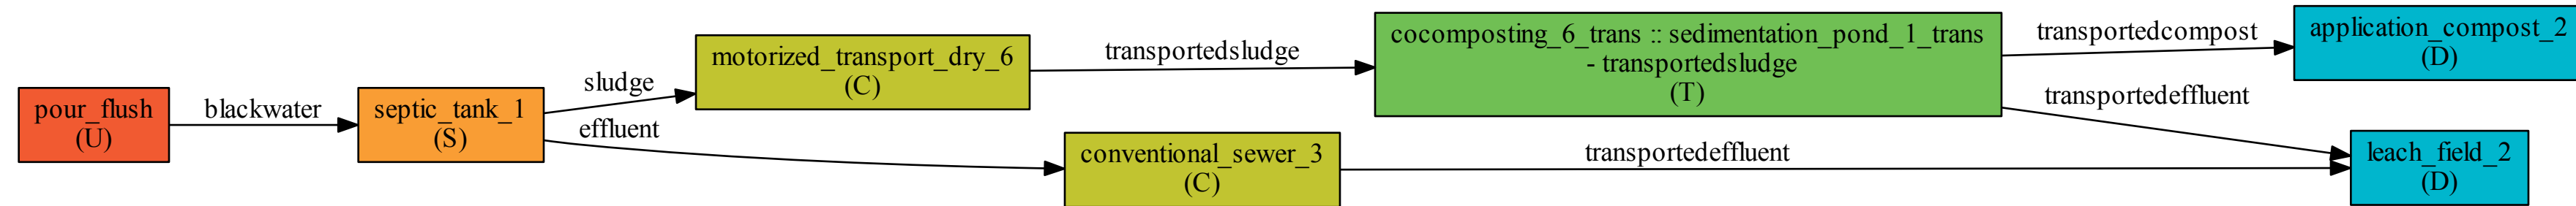 pour_flush
(U)
blackwater
septic_tank_1
(S)
sludge
effluent
motorized_transport_dry_6
(C)
conventional_sewer_3
(C)
transportedsludge
cocomposting_6_trans :: sedimentation_pond_1_trans
- transportedsludge
(T)
transportedeffluent
transportedcompost
transportedeffluent
application_compost_2
(D)
leach_field_2
(D)